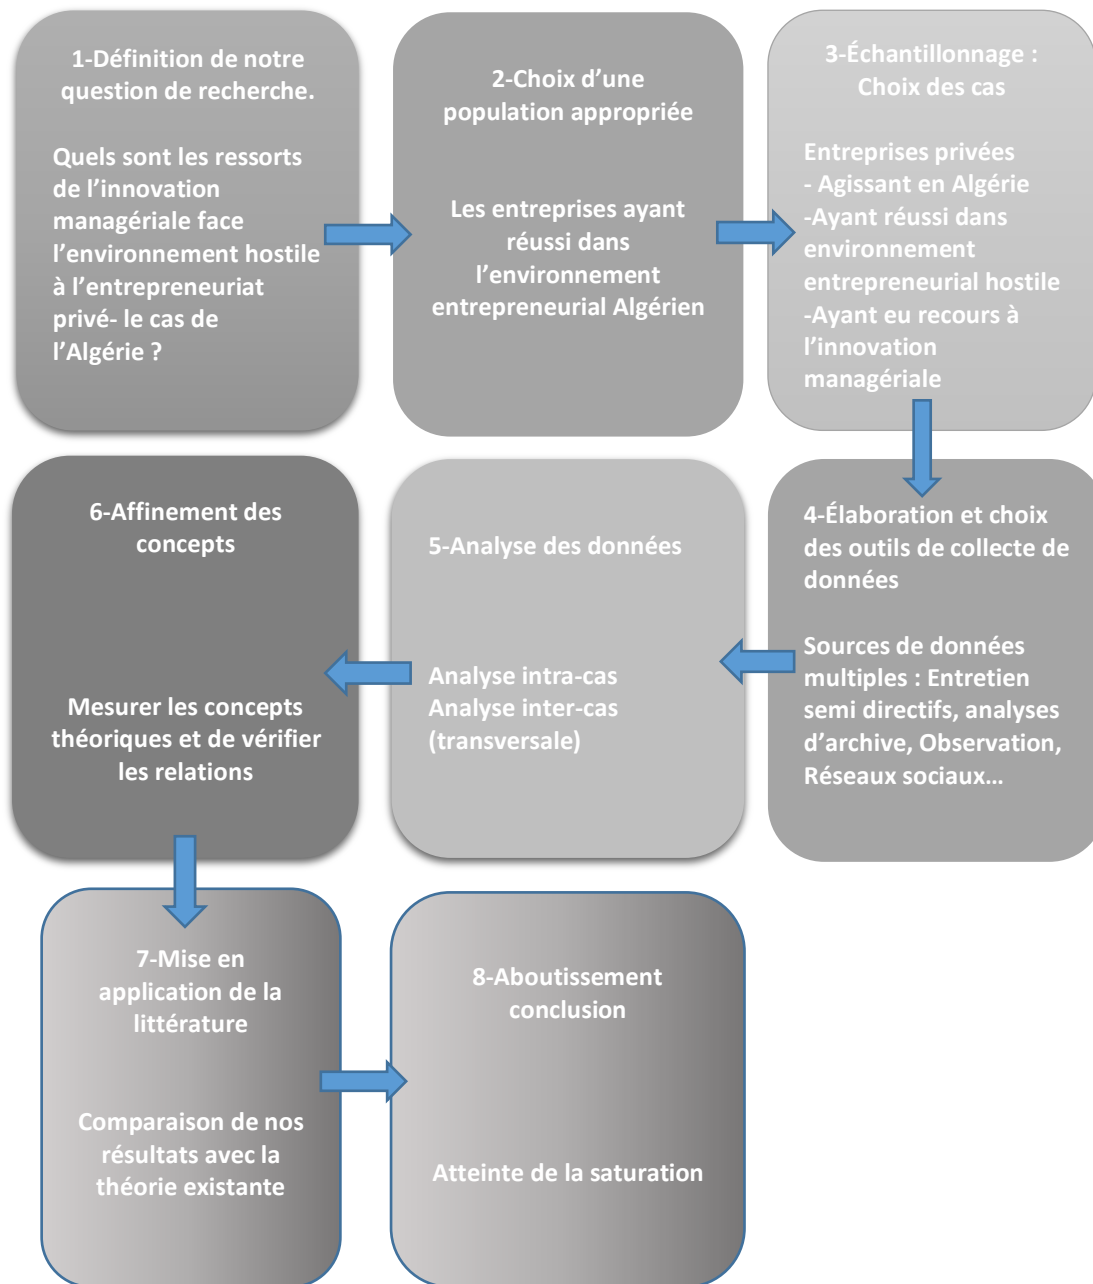 1-Définition de notre
question de recherche.
Quels sont les ressorts
de l’innovation
managériale face
l’environnement hostile
à l’entrepreneuriat
privé- le cas de
l’Algérie ?
2-Choix d’une
population appropriée
Les entreprises ayant
réussi dans
l’environnement
entrepreneurial Algérien
3-Échantillonnage :
Choix des cas
Entreprises privées
- Agissant en Algérie
-Ayant réussi dans
environnement
entrepreneurial hostile
-Ayant eu recours à
l’innovation
managériale
4-Élaboration et choix
des outils de collecte de
données
Sources de données
multiples : Entretien
semi directifs, analyses
d’archive, Observation,
Réseaux sociaux…
5-Analyse des données
Analyse intra-cas
Analyse inter-cas
(transversale)
6-Affinement des
concepts
Mesurer les concepts
théoriques et de vérifier
les relations
7-Mise en
application de la
littérature
Comparaison de nos
résultats avec la
théorie existante
8-Aboutissement
conclusion
Atteinte de la saturation